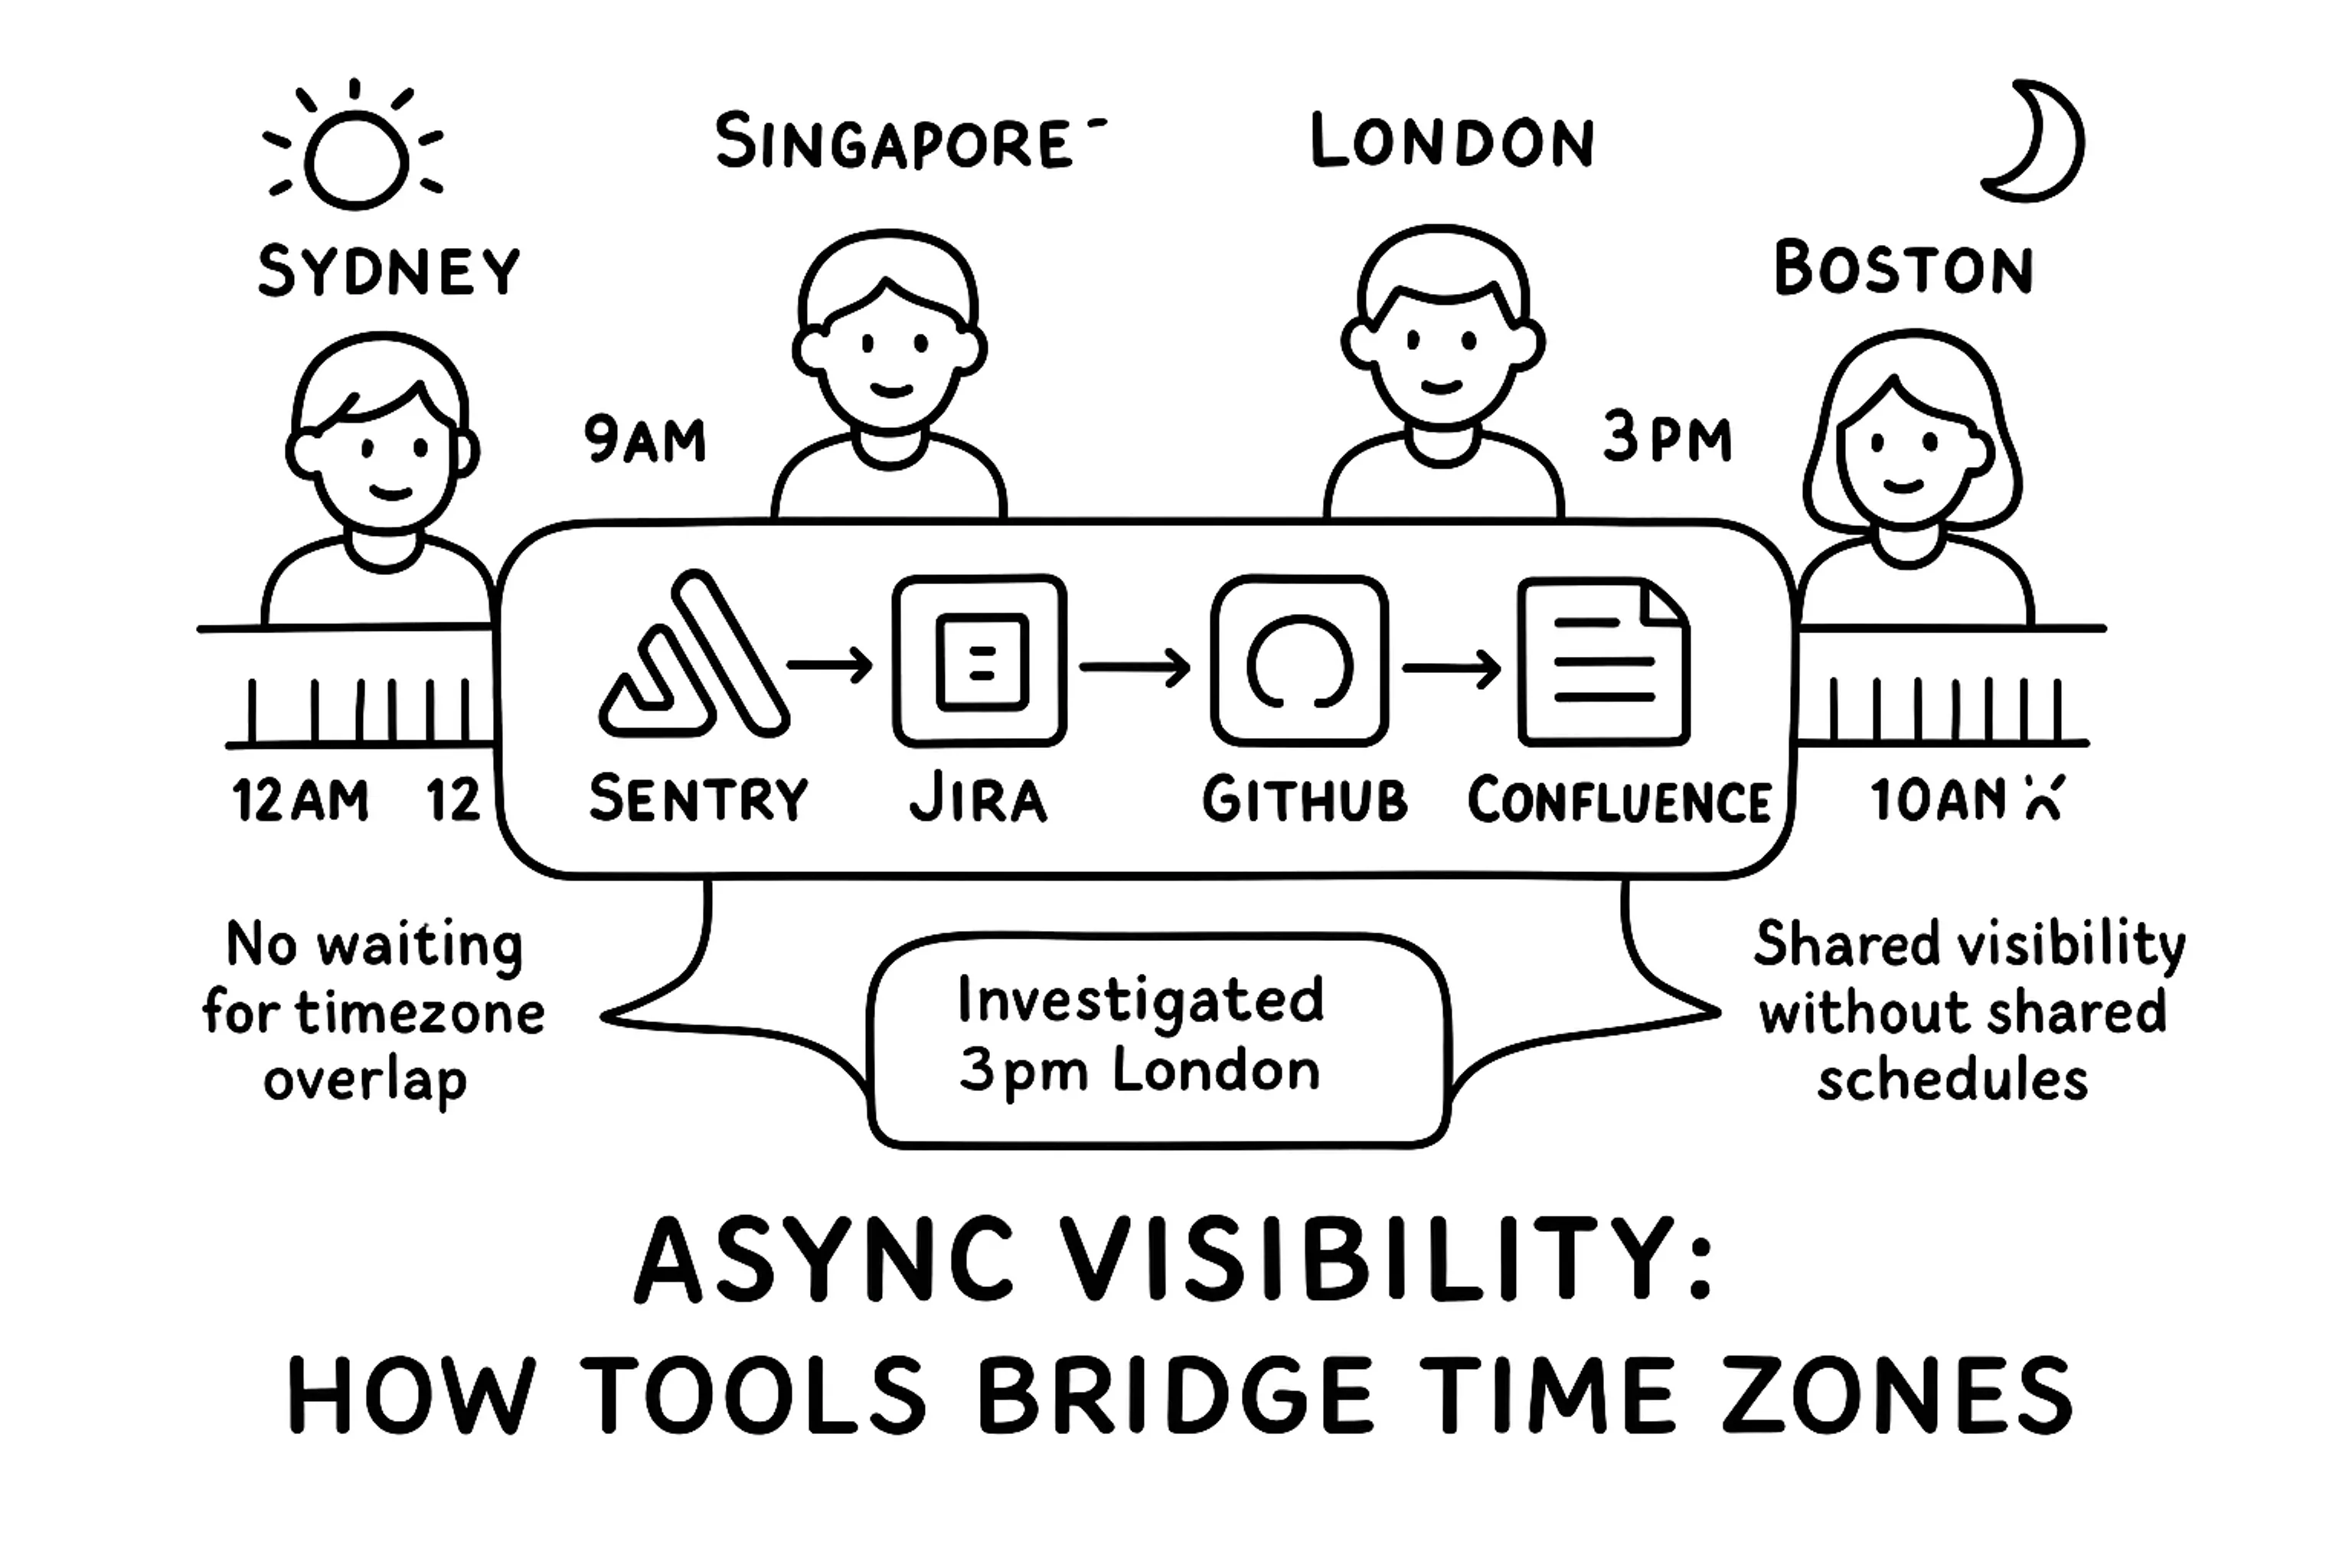 SINGAPORE
LONDON
SYDNEY
BOSTON
9AM
3PM
SENTRY
JIRA
GITHUB
CONFLUENCE
12AM 12
10AN
No waiting
for timezone
overlap
Investigated
3pm London
Shared visibility
without shared
schedules
ASYNC VISIBILITY:
HOW TOOLS BRIDGE TIME ZONES